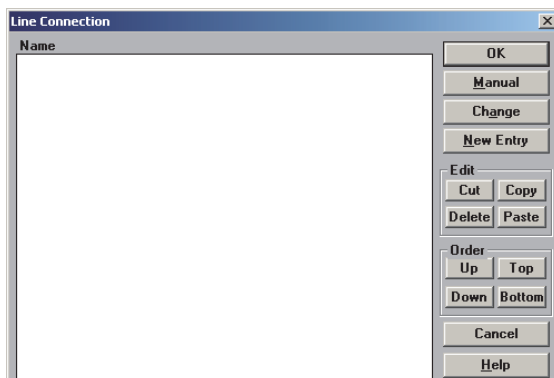 Line Connection
Name
OK
Manual
Change
New Entry
Edit
Cut Copy
Delete Paste
Order
Up Top
Down Bottom
Cancel
Help